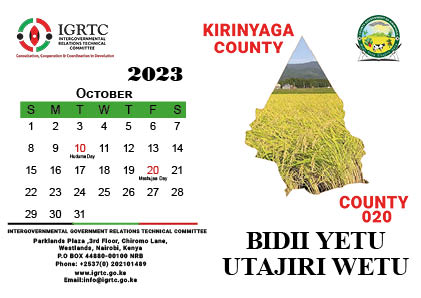 IGRTC
INTERGOVERNMENTAL
RELATIONS TECHNICAL
COMMITTEE
Consultation, Cooperation & Coordination in Devolution
2023
OCTOBER
S M T W T F S
1 2 3 4 5 6 7
8 9 10 11 12 13 14
Huduma Day
15 16 17 18 19 20 21
Mashujaa Day
22 23 24 25 26 27 28
29 30 31
INTERGOVERNMENTAL GOVERNMENT RELATIONS TECHNICAL COMMITTEE
Parklands Plaza ,3rd Floor, Chiromo Lane,
Westlands, Nairobi, Kenya
P.O BOX 44880-00100 NRB
Phone: +2537(0) 202101489
www.igrtc.go.ke
Email:info@igrtc.go.ke
KIRINYAGA
COUNTY
COUNTY
020
BIDII YETU
UTAJIRI WETU